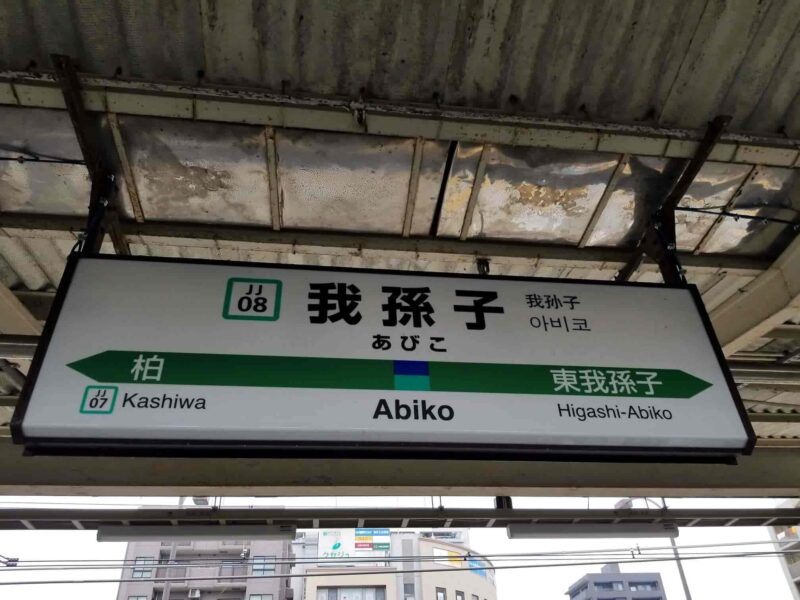 JJ
08
我孫子
我孙子
아비코
あびこ
柏
東我孫子
JJ
07
Kashiwa
Abiko
Higashi-Abiko